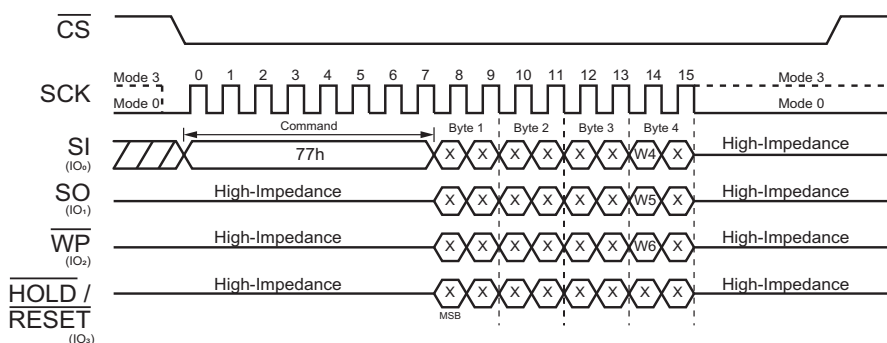 CS
Mode 3 0 1 2 3 4 5 6 7 8 9 10 11 12 13 14 15 Mode 3
SCK
Mode 0 Mode 0
Command Byte 1 Byte 2 Byte 3 Byte 4
SI 77h X X X X X X W4 X High-Impedance
(IO₀)
SO High-Impedance X X X X X X W5 X High-Impedance
(IO₁)
WP High-Impedance X X X X X X W6 X High-Impedance
(IO₂)
HOLD / High-Impedance X X X X X X X X High-Impedance
RESET MSB
(IO₃)